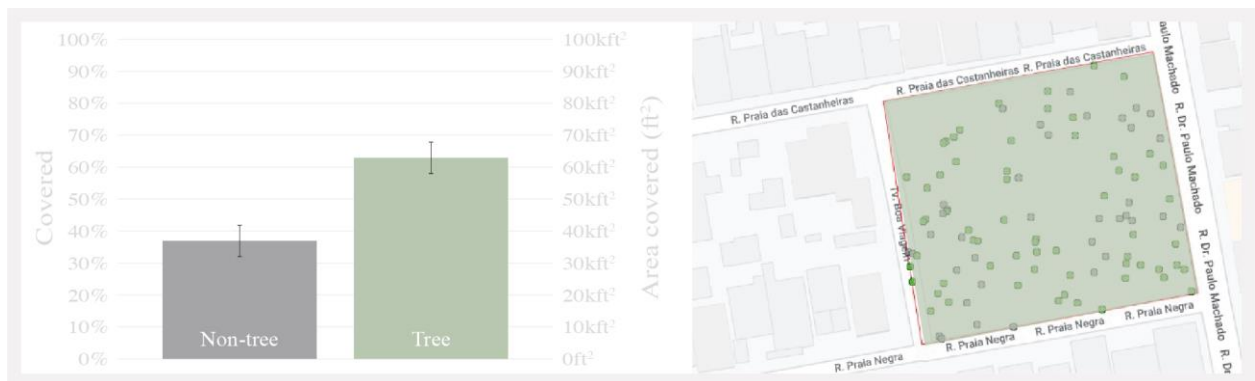 100%
90%
80%
70%
60%
50%
40%
30%
20%
10%
0%
Covered
Non-tree
Tree
100kft²
90kft²
80kft²
70kft²
60kft²
50kft²
40kft²
30kft²
20kft²
10kft²
0ft²
Area covered (ft²)
R. Praia das Castanheiras
R. Praia das Castanheiras
R. Praia das Castanheiras
Tv. Boa Viagem
aulo Machado
R. Dr. Paulo Machado
R. Dr. Paulo Machado
R. D
R. Praia Negra
R. Praia Negra
R. Praia Negra
R. Praia Negra